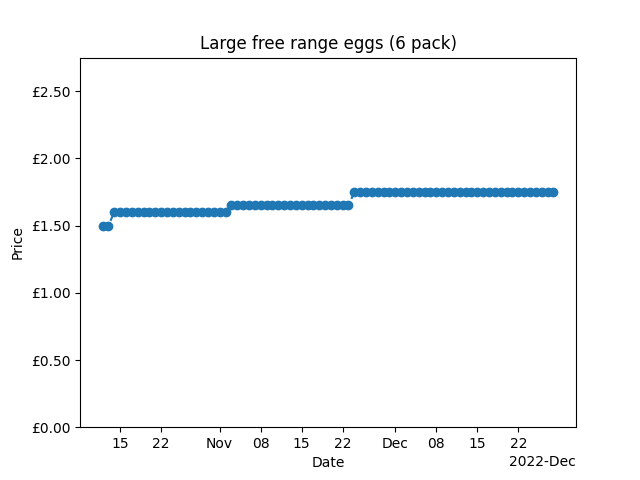 Large free range eggs (6 pack)
£2.50
£2.00
£1.50
£1.00
£0.50
£0.00
Price
15 22 Nov 08 15 22 Dec 08 15 22
Date
2022-Dec